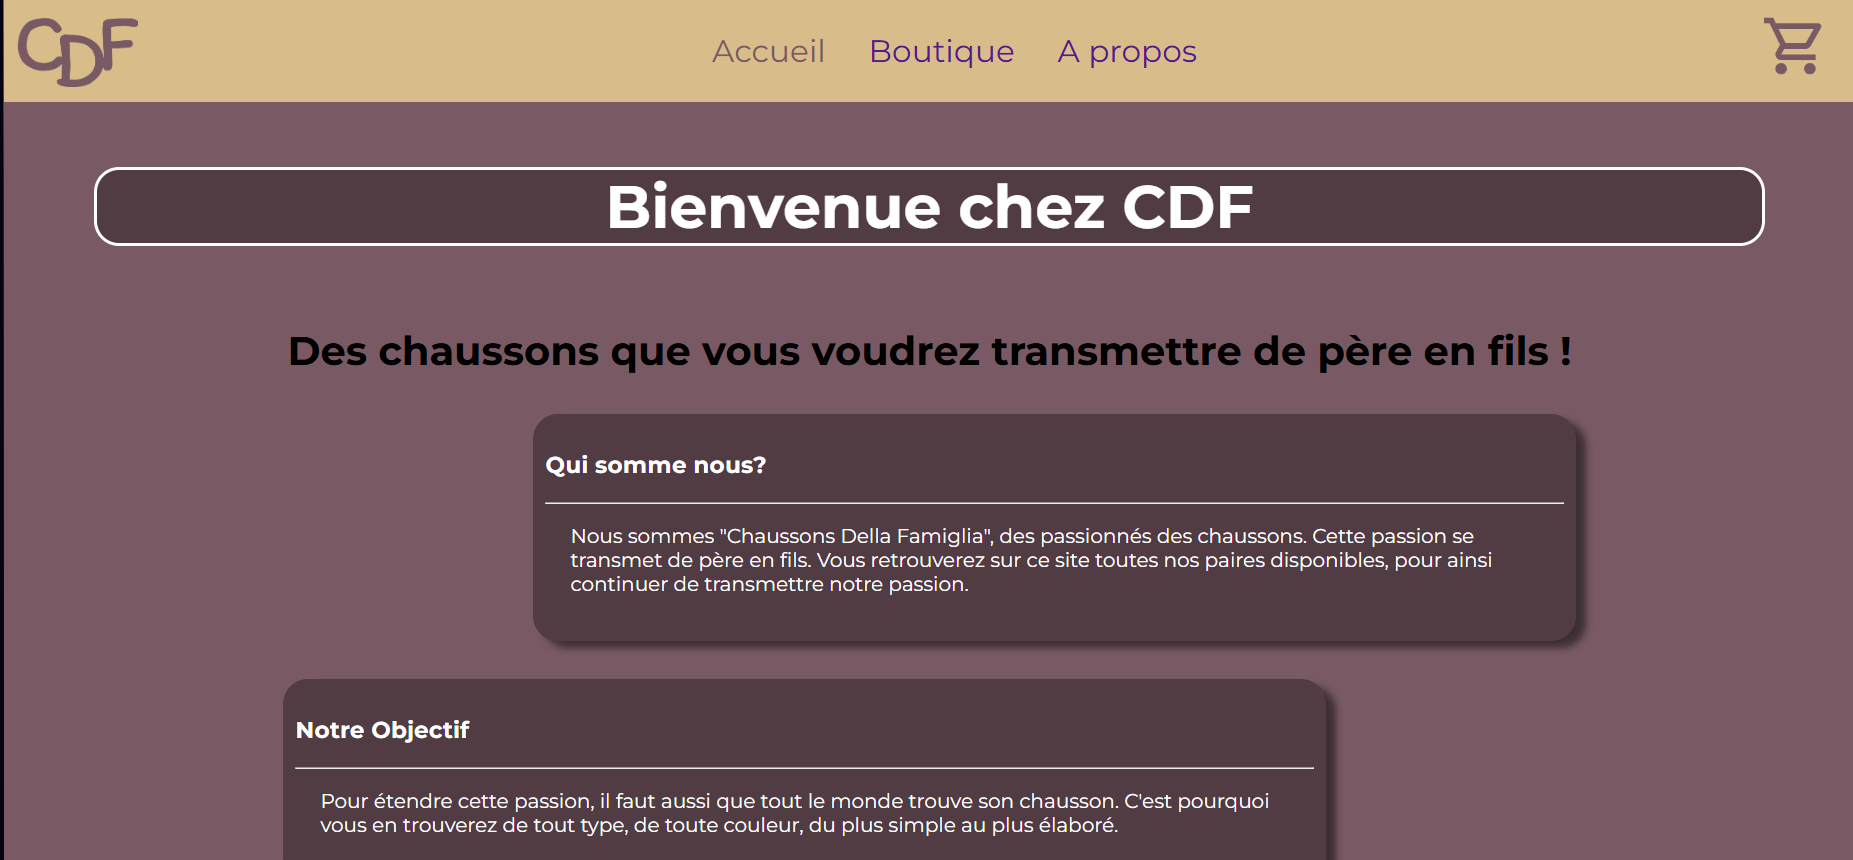 CDF
Accueil
Boutique
A propos
Bienvenue chez CDF
Des chaussons que vous voudrez transmettre de père en fils !
Qui somme nous?
Nous sommes "Chaussons Della Famiglia", des passionnés des chaussons. Cette passion se
transmet de père en fils. Vous retrouverez sur ce site toutes nos paires disponibles, pour ainsi
continuer de transmettre notre passion.
Notre Objectif
Pour étendre cette passion, il faut aussi que tout le monde trouve son chausson. C'est pourquoi
vous en trouverez de tout type, de toute couleur, du plus simple au plus élaboré.